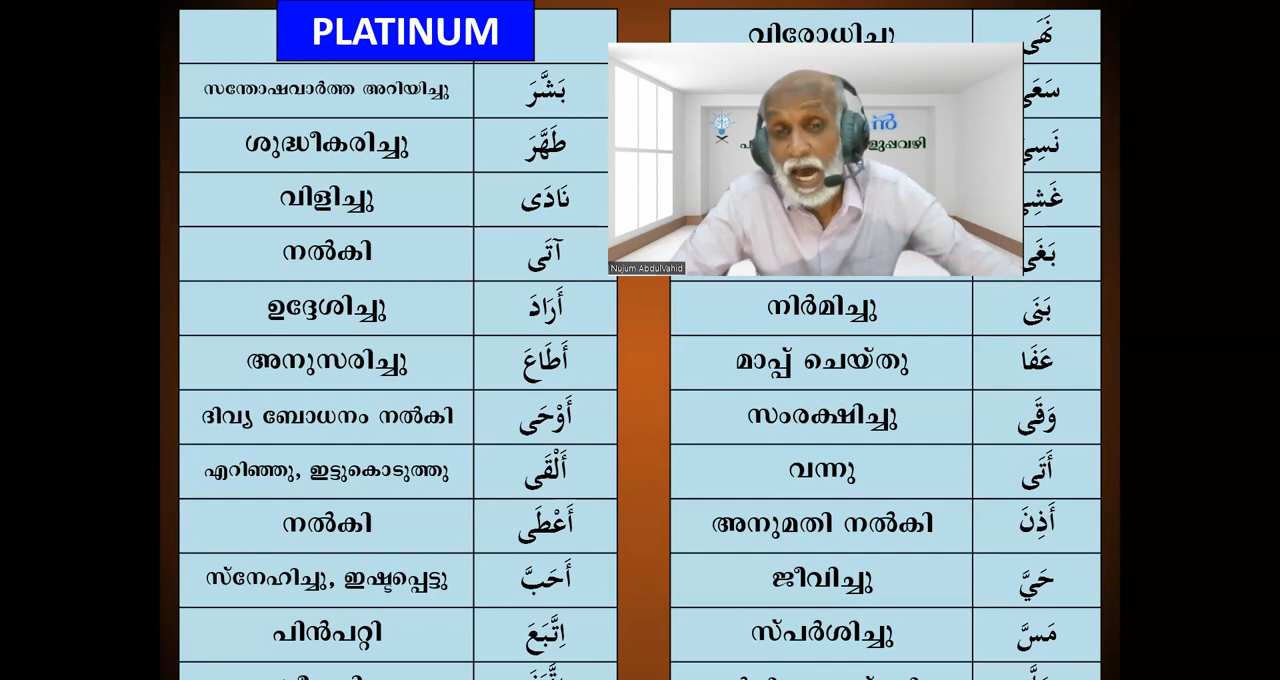 PLATINUM
സന്തോഷവാർത്ത അറിയിച്ചു بَشَّرَ
ശുദ്ധീകരിച്ചു طَهَّرَ
വിളിച്ചു نَادَى
നൽകി آتَى
ഉദ്ദേശിച്ചു أَرَادَ
അനുസരിച്ചു أَطَاعَ
ദിവ്യ ബോധനം നൽകി أَوْحَى
എറിഞ്ഞു, ഇട്ടുകൊടുത്തു أَلْقَى
നൽകി أَعْطَى
സ്നേഹിച്ചു, ഇഷ്ടപ്പെട്ടു أَحَبَّ
പിൻപറ്റി اِتَّبَعَ
വിരോധിച്ചു نَهَى
سَعَى
نَسِيَ
غَشِيَ
بَغَى
നിർമിച്ചു بَنَى
മാപ്പ് ചെയ്തു عَفَا
സംരക്ഷിച്ചു وَقَى
വന്നു أَتَى
അനുമതി നൽകി أَذِنَ
ജീവിച്ചു حَيَّ
സ്പർശിച്ചു مَسَّ
Nujum AbdulVahid